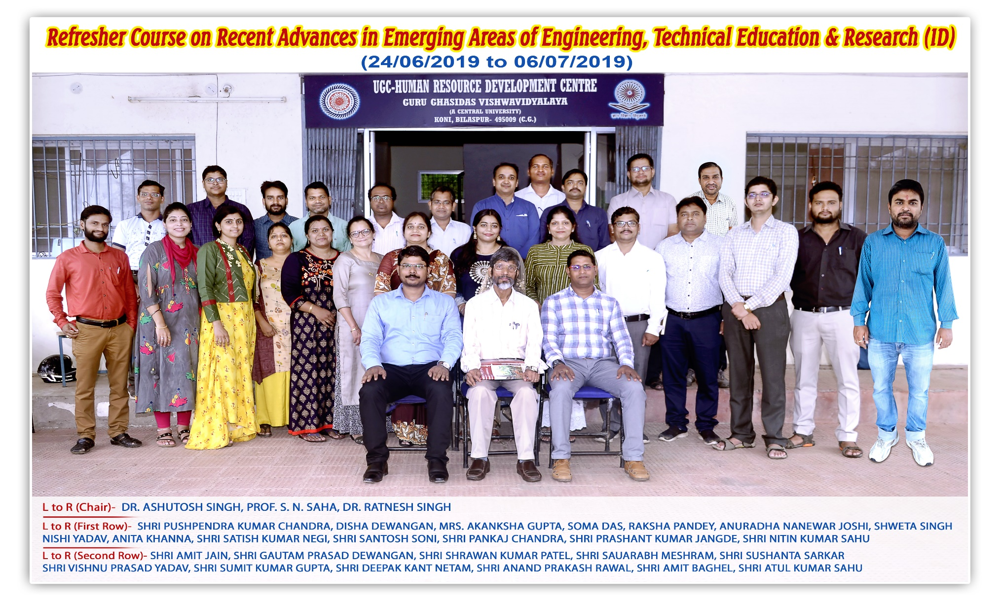 Refresher Course on Recent Advances in Emerging Areas of Engineering, Technical Education & Research (ID)
(24/06/2019 to 06/07/2019)
UGC-HUMAN RESOURCE DEVELOPMENT CENTRE
GURU GHASIDAS VISHWAVIDYALAYA
(A CENTRAL UNIVERSITY)
KONI, BILASPUR- 495009 (C.G.)
ज्ञान-विज्ञान विमुक्तये
L to R (Chair)- DR. ASHUTOSH SINGH, PROF. S. N. SAHA, DR. RATNESH SINGH
L to R (First Row)- SHRI PUSHPENDRA KUMAR CHANDRA, DISHA DEWANGAN, MRS. AKANKSHA GUPTA, SOMA DAS, RAKSHA PANDEY, ANURADHA NANEWAR JOSHI, SHWETA SINGH
NISHI YADAV, ANITA KHANNA, SHRI SATISH KUMAR NEGI, SHRI SANTOSH SONI, SHRI PANKAJ CHANDRA, SHRI PRASHANT KUMAR JANGDE, SHRI NITIN KUMAR SAHU
L to R (Second Row)- SHRI AMIT JAIN, SHRI GAUTAM PRASAD DEWANGAN, SHRI SHRAWAN KUMAR PATEL, SHRI SAUARABH MESHRAM, SHRI SUSHANTA SARKAR
SHRI VISHNU PRASAD YADAV, SHRI SUMIT KUMAR GUPTA, SHRI DEEPAK KANT NETAM, SHRI ANAND PRAKASH RAWAL, SHRI AMIT BAGHEL, SHRI ATUL KUMAR SAHU